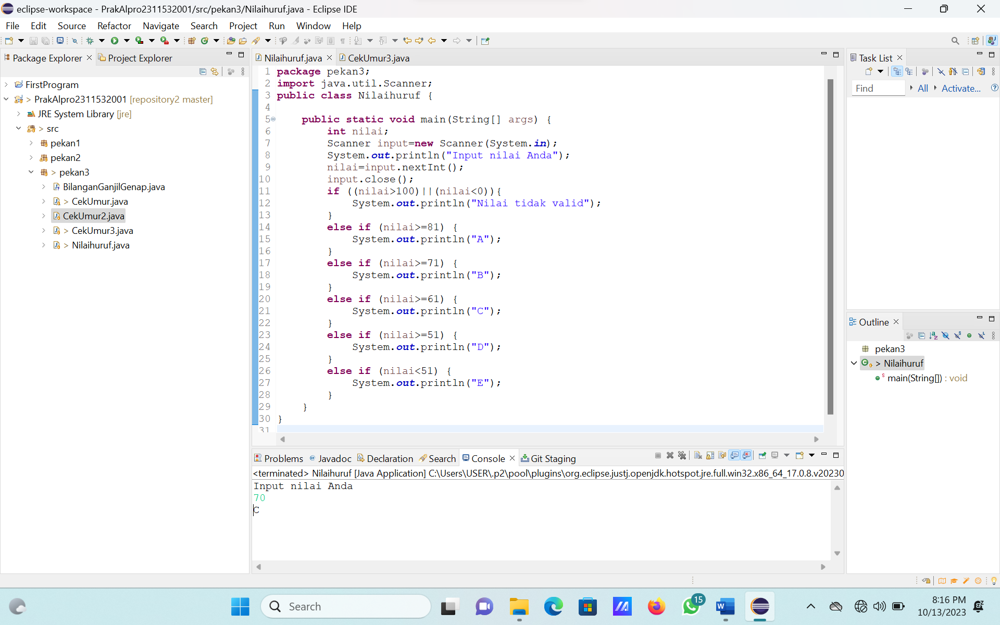 eclipse-workspace - PrakAlpro2311532001/src/pekan3/Nilaihuruf.java - Eclipse IDE
File Edit Source Refactor Navigate Search Project Run Window Help
Package Explorer
Project Explorer
FirstProgram
> PrakAlpro2311532001 [repository2 master]
JRE System Library [jre]
> src
pekan1
pekan2
> pekan3
BilanganGanjilGenap.java
> CekUmur.java
CekUmur2.java
> CekUmur3.java
> Nilaihuruf.java
Nilaihuruf.java
CekUmur3.java
1 package pekan3;
2 import java.util.Scanner;
3 public class Nilaihuruf {
4
5 public static void main(String[] args) {
6 int nilai;
7 Scanner input=new Scanner(System.in);
8 System.out.println("Input nilai Anda");
9 nilai=input.nextInt();
10 input.close();
11 if ((nilai>100)||(nilai<0)){
12 System.out.println("Nilai tidak valid");
13 }
14 else if (nilai>=81) {
15 System.out.println("A");
16 }
17 else if (nilai>=71) {
18 System.out.println("B");
19 }
20 else if (nilai>=61) {
21 System.out.println("C");
22 }
23 else if (nilai>=51) {
24 System.out.println("D");
25 }
26 else if (nilai<51) {
27 System.out.println("E");
28 }
29 }
30 }
31
Problems @ Javadoc Declaration Search Console Git Staging
<terminated> Nilaihuruf [Java Application] C:\Users\USER\.p2\pool\plugins\org.eclipse.justj.openjdk.hotspot.jre.full.win32.x86_64_17.0.8.v20230
Input nilai Anda
70
C
Task List
Find All Activate...
Outline
pekan3
> Nilaihuruf
main(String[]) : void
Search
15
8:16 PM
10/13/2023